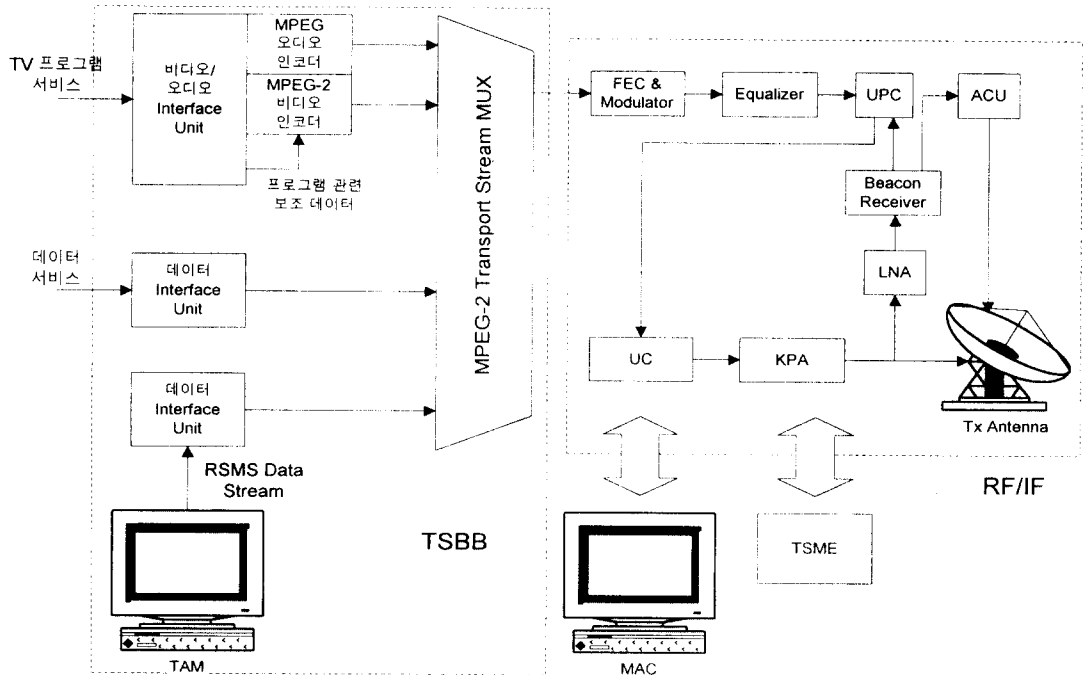 TV 프로그램
서비스
비디오/
오디오
Interface
Unit
MPEG
오디오
인코더
MPEG-2
비디오
인코더
프로그램 관련
보조 데이터
데이터
서비스
데이터
Interface
Unit
데이터
Interface
Unit
RSMS Data
Stream
TAM
TSBB
MPEG-2 Transport Stream MUX
FEC &
Modulator
Equalizer
UPC
ACU
Beacon
Receiver
LNA
UC
KPA
Tx Antenna
RF/IF
MAC
TSME